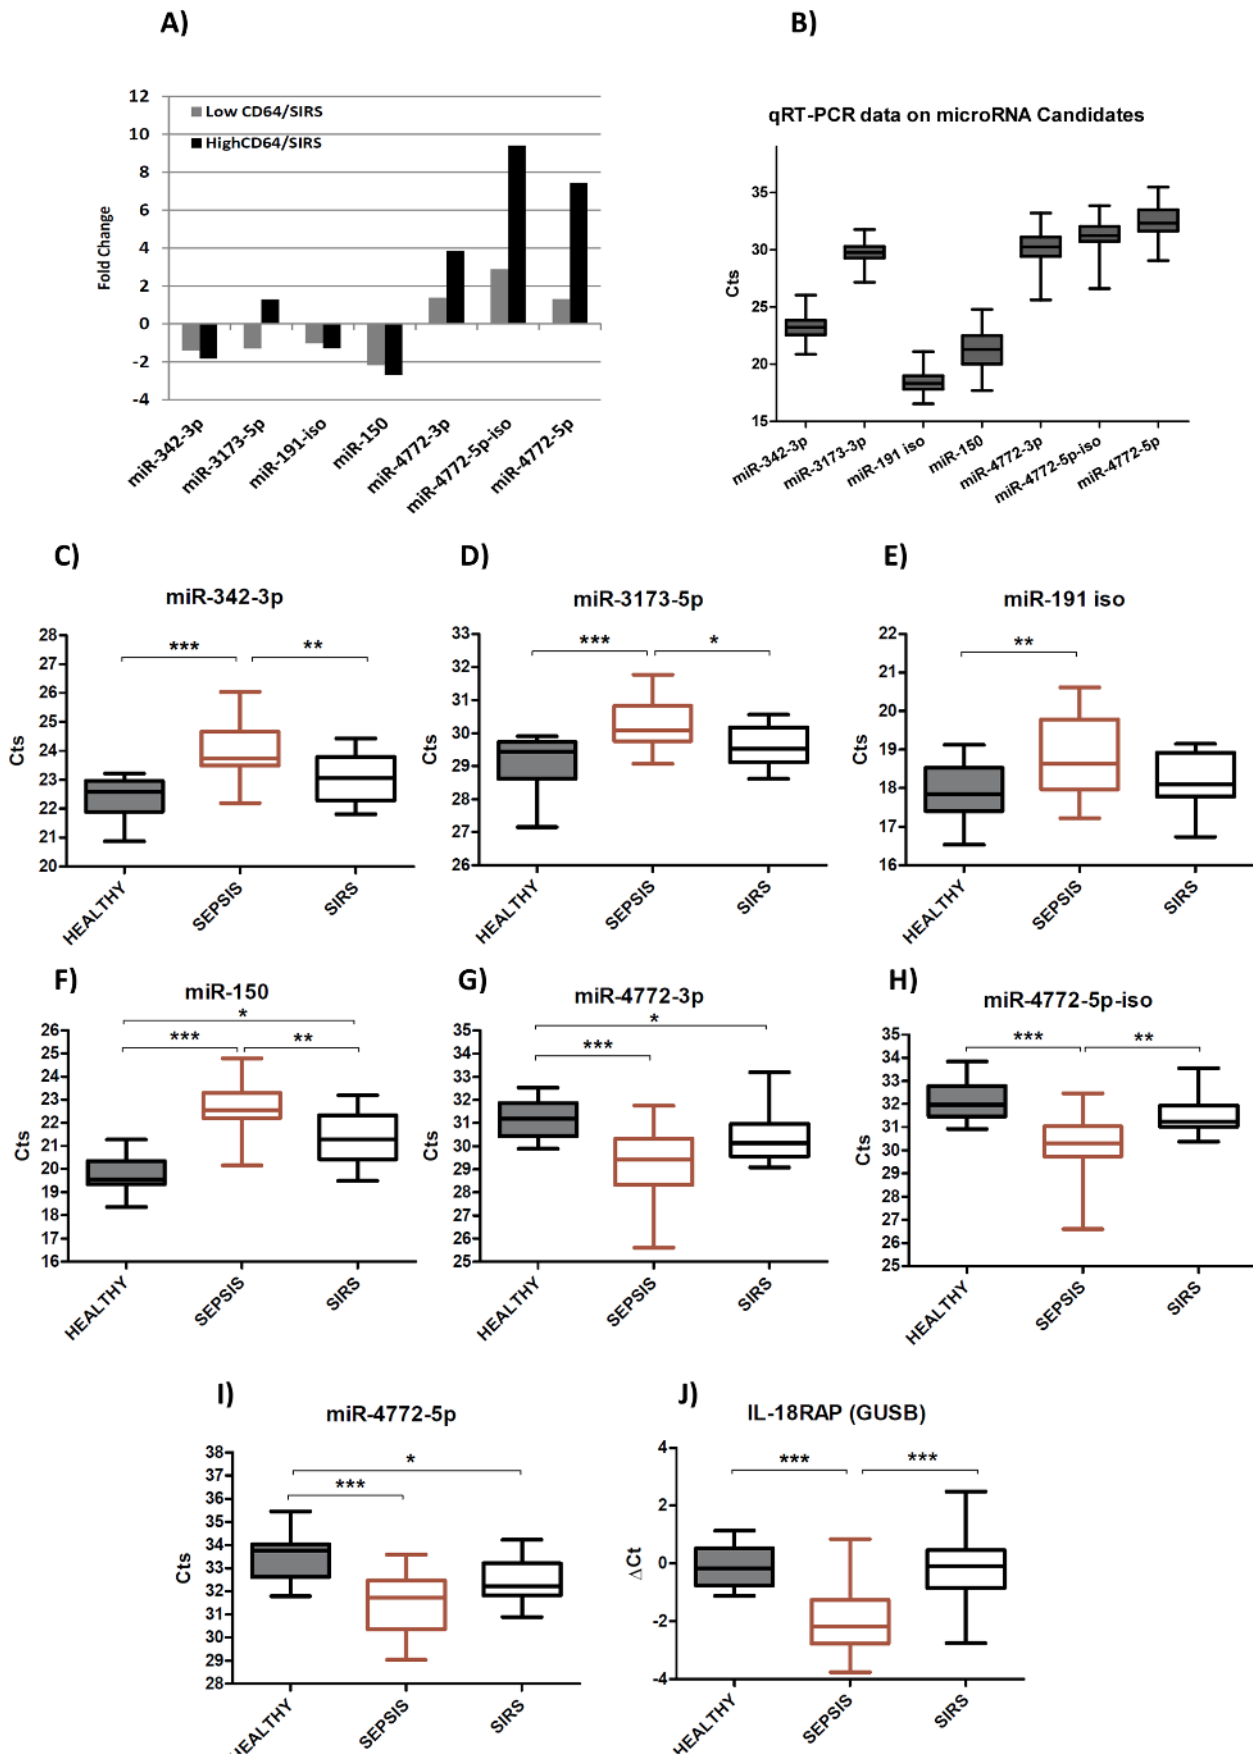 A)
B)
Low CD64/SIRS
HighCD64/SIRS
Fold Change
12
10
8
6
4
2
0
-2
-4
miR-342-3p
miR-3173-5p
miR-191-iso
miR-150
miR-4772-3p
miR-4772-5p-iso
miR-4772-5p
qRT-PCR data on microRNA Candidates
Cts
35
30
25
20
15
miR-342-3p
miR-3173-3p
miR-191 iso
miR-150
miR-4772-3p
miR-4772-5p-iso
miR-4772-5p
C)
miR-342-3p
Cts
28
27
26
25
24
23
22
21
20
*** **
HEALTHY
SEPSIS
SIRS
D)
miR-3173-5p
Cts
33
32
31
30
29
28
27
26
*** *
HEALTHY
SEPSIS
SIRS
E)
miR-191 iso
Cts
22
21
20
19
18
17
16
**
HEALTHY
SEPSIS
SIRS
F)
miR-150
Cts
26
25
24
23
22
21
20
19
18
17
16
*
*** **
HEALTHY
SEPSIS
SIRS
G)
miR-4772-3p
Cts
35
34
33
32
31
30
29
28
27
26
25
*
***
HEALTHY
SEPSIS
SIRS
H)
miR-4772-5p-iso
Cts
35
34
33
32
31
30
29
28
27
26
25
*** **
HEALTHY
SEPSIS
SIRS
I)
miR-4772-5p
Cts
38
37
36
35
34
33
32
31
30
29
28
*
***
HEALTHY
SEPSIS
SIRS
J)
IL-18RAP (GUSB)
ΔCt
4
2
0
-2
-4
*** ***
HEALTHY
SEPSIS
SIRS